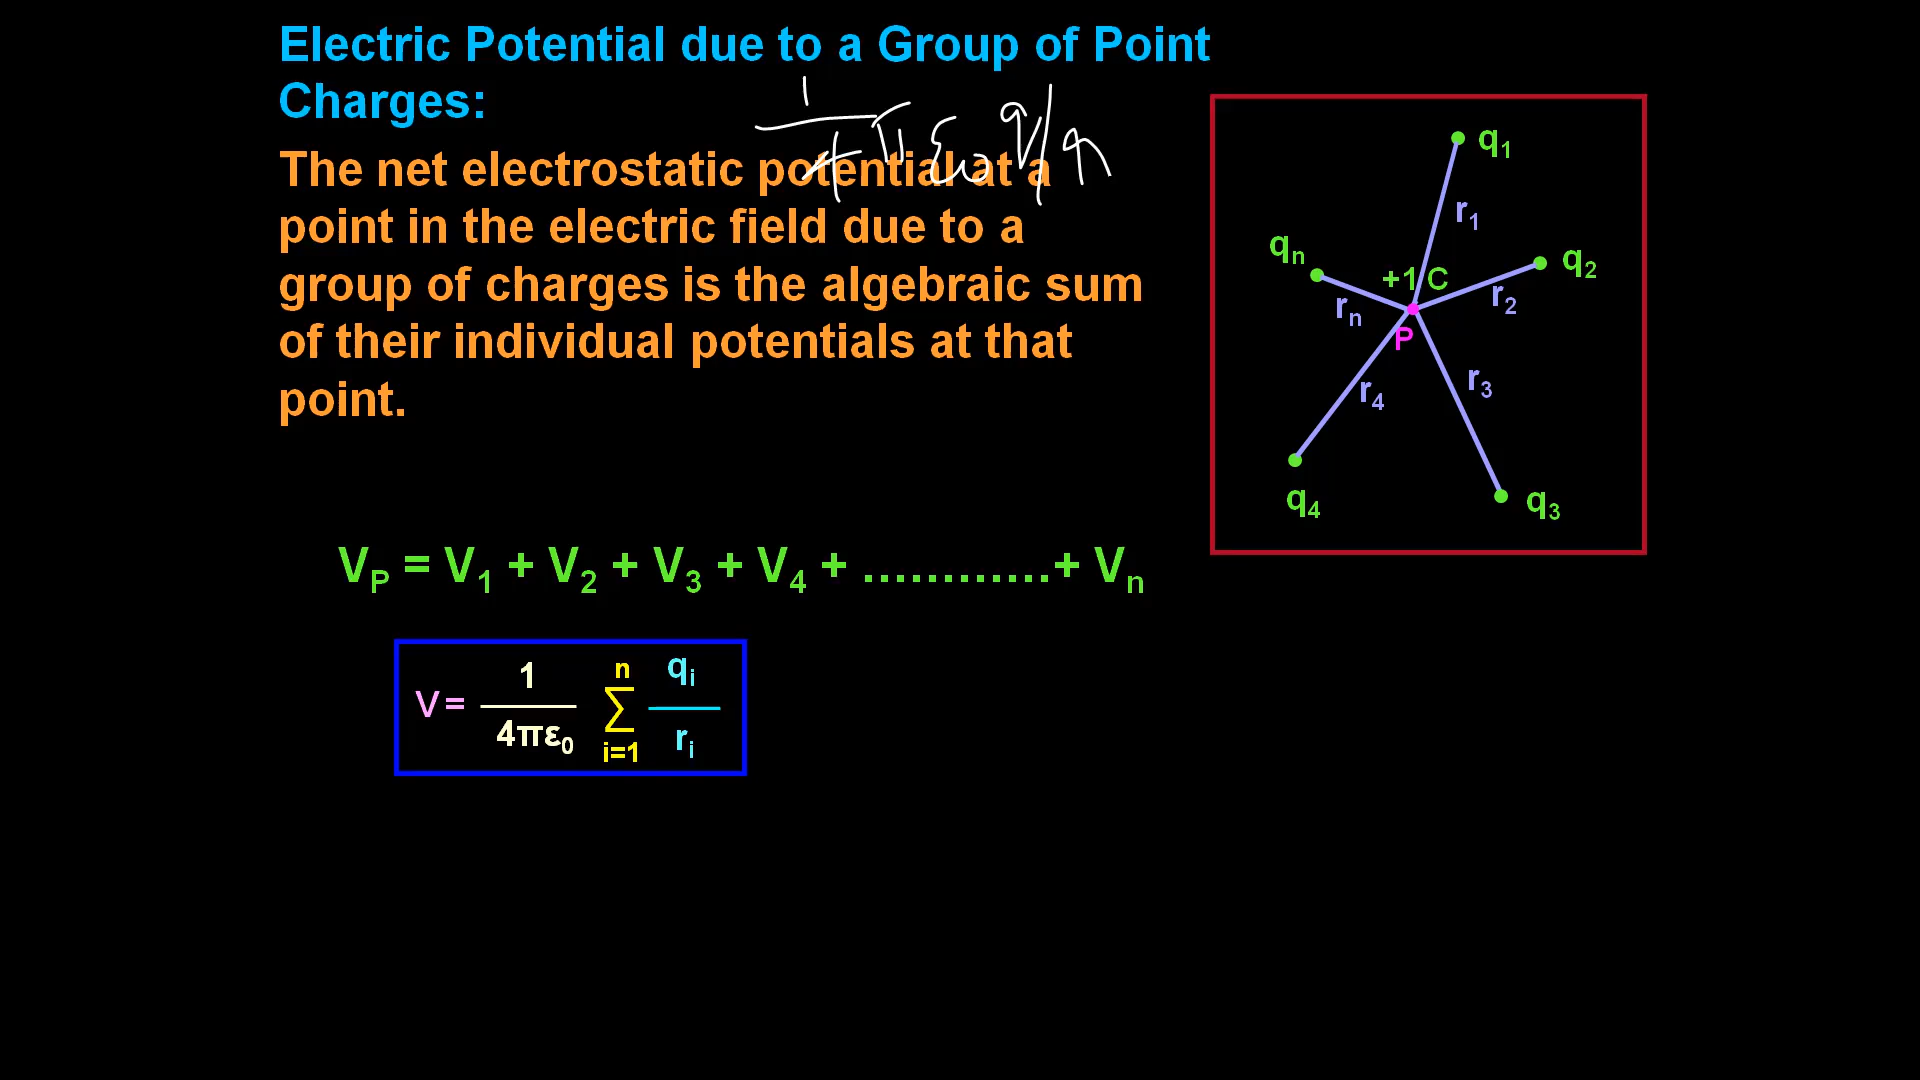 Electric Potential due to a Group of Point
Charges:
1
4πε0 q/r
The net electrostatic potential at a
point in the electric field due to a
group of charges is the algebraic sum
of their individual potentials at that
point.
q1
r1
qn
+1 C
q2
rn
r2
P
r4
r3
q4
q3
VP = V1 + V2 + V3 + V4 + ............+ Vn
V = 1/4πε0 n∑i=1 qi/ri